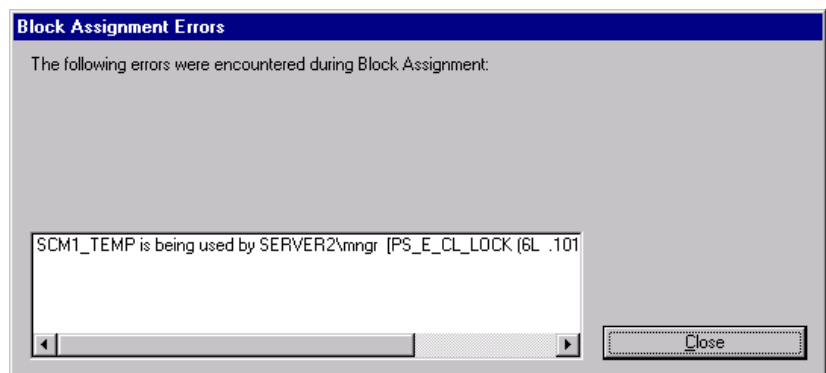 Block Assignment Errors
The following errors were encountered during Block Assignment:
SCM1_TEMP is being used by SERVER2\mngr [PS_E_CL_LOCK (6L .101
Close